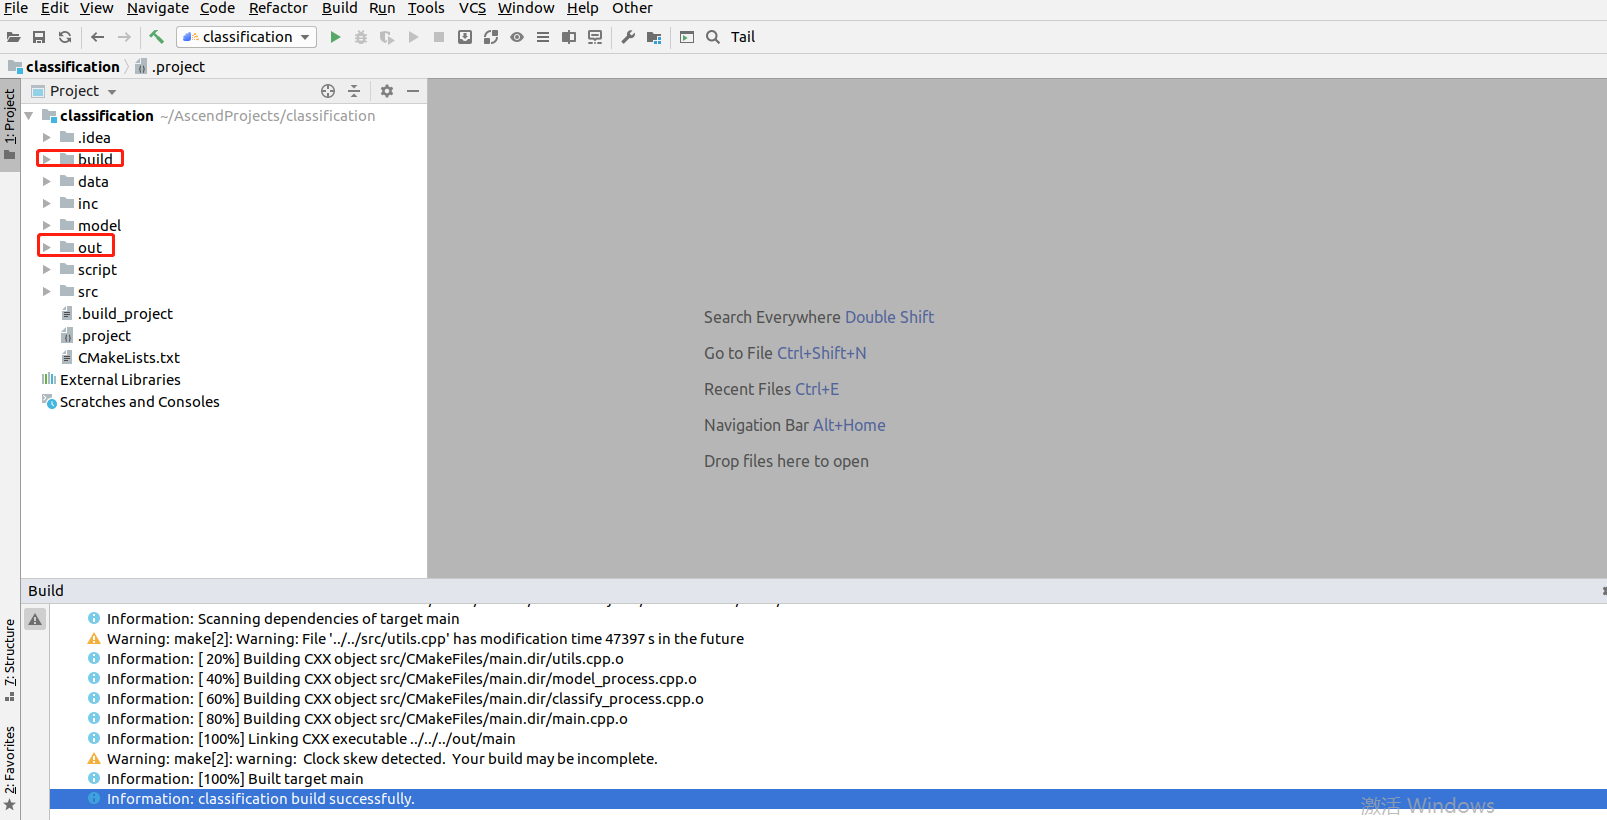 File Edit View Navigate Code Refactor Build Run Tools VCS Window Help Other
classification Tail
classification .project
1: Project
Project
classification ~/AscendProjects/classification
.idea
build
data
inc
model
out
script
src
.build_project
.project
CMakeLists.txt
External Libraries
Scratches and Consoles
Search Everywhere Double Shift
Go to File Ctrl+Shift+N
Recent Files Ctrl+E
Navigation Bar Alt+Home
Drop files here to open
Build
7: Structure
2: Favorites
Information: Scanning dependencies of target main
Warning: make[2]: Warning: File '../../src/utils.cpp' has modification time 47397 s in the future
Information: [ 20%] Building CXX object src/CMakeFiles/main.dir/utils.cpp.o
Information: [ 40%] Building CXX object src/CMakeFiles/main.dir/model_process.cpp.o
Information: [ 60%] Building CXX object src/CMakeFiles/main.dir/classify_process.cpp.o
Information: [ 80%] Building CXX object src/CMakeFiles/main.dir/main.cpp.o
Information: [100%] Linking CXX executable ../../../out/main
Warning: make[2]: warning:  Clock skew detected.  Your build may be incomplete.
Information: [100%] Built target main
Information: classification build successfully.
激活 Windows